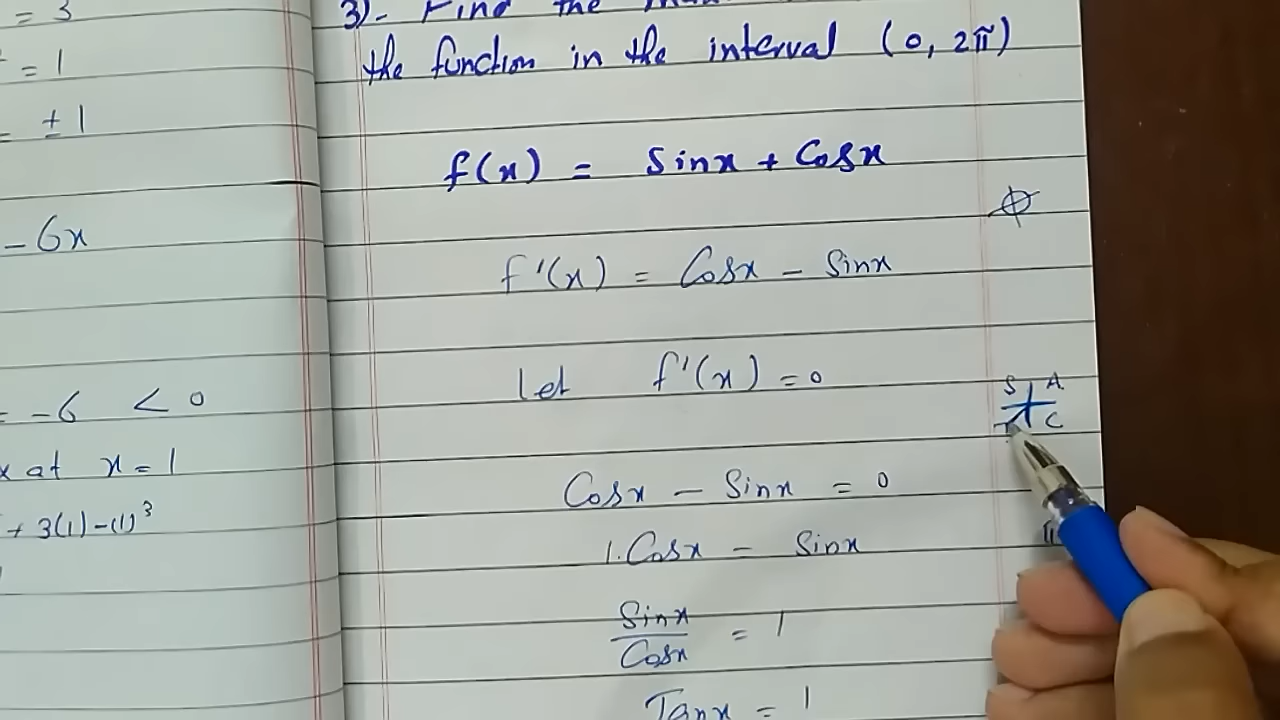 = 3
= 1
= ± 1
- 6x
= -6 < 0
x at x = 1
+ 3(1) - (1)³
3)- Find the
the function in the interval (0, 2π)
f(x) = Sinx + Cosx
f'(x) = Cosx - Sinx
Let f'(x) = 0
S A
T C
Cosx - Sinx = 0
1.Cosx = Sinx
Sinx
Cosx = 1
Tanx = 1